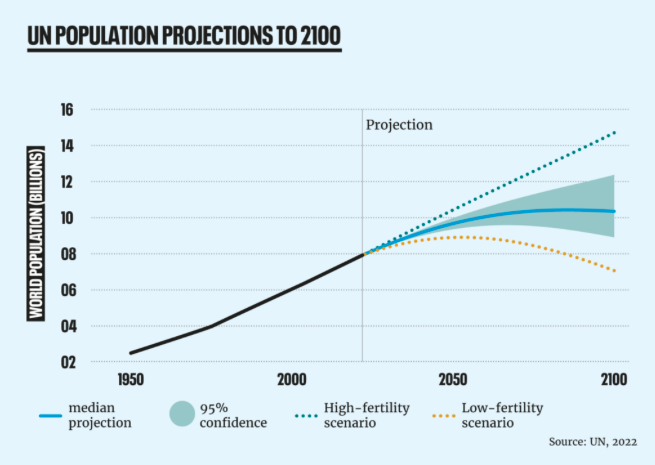 UN POPULATION PROJECTIONS TO 2100
16
Projection
14
12
10
08
06
04
02
WORLD POPULATION (BILLIONS)
1950 2000 2050 2100
median
projection
95%
confidence
High-fertility
scenario
Low-fertility
scenario
Source: UN, 2022